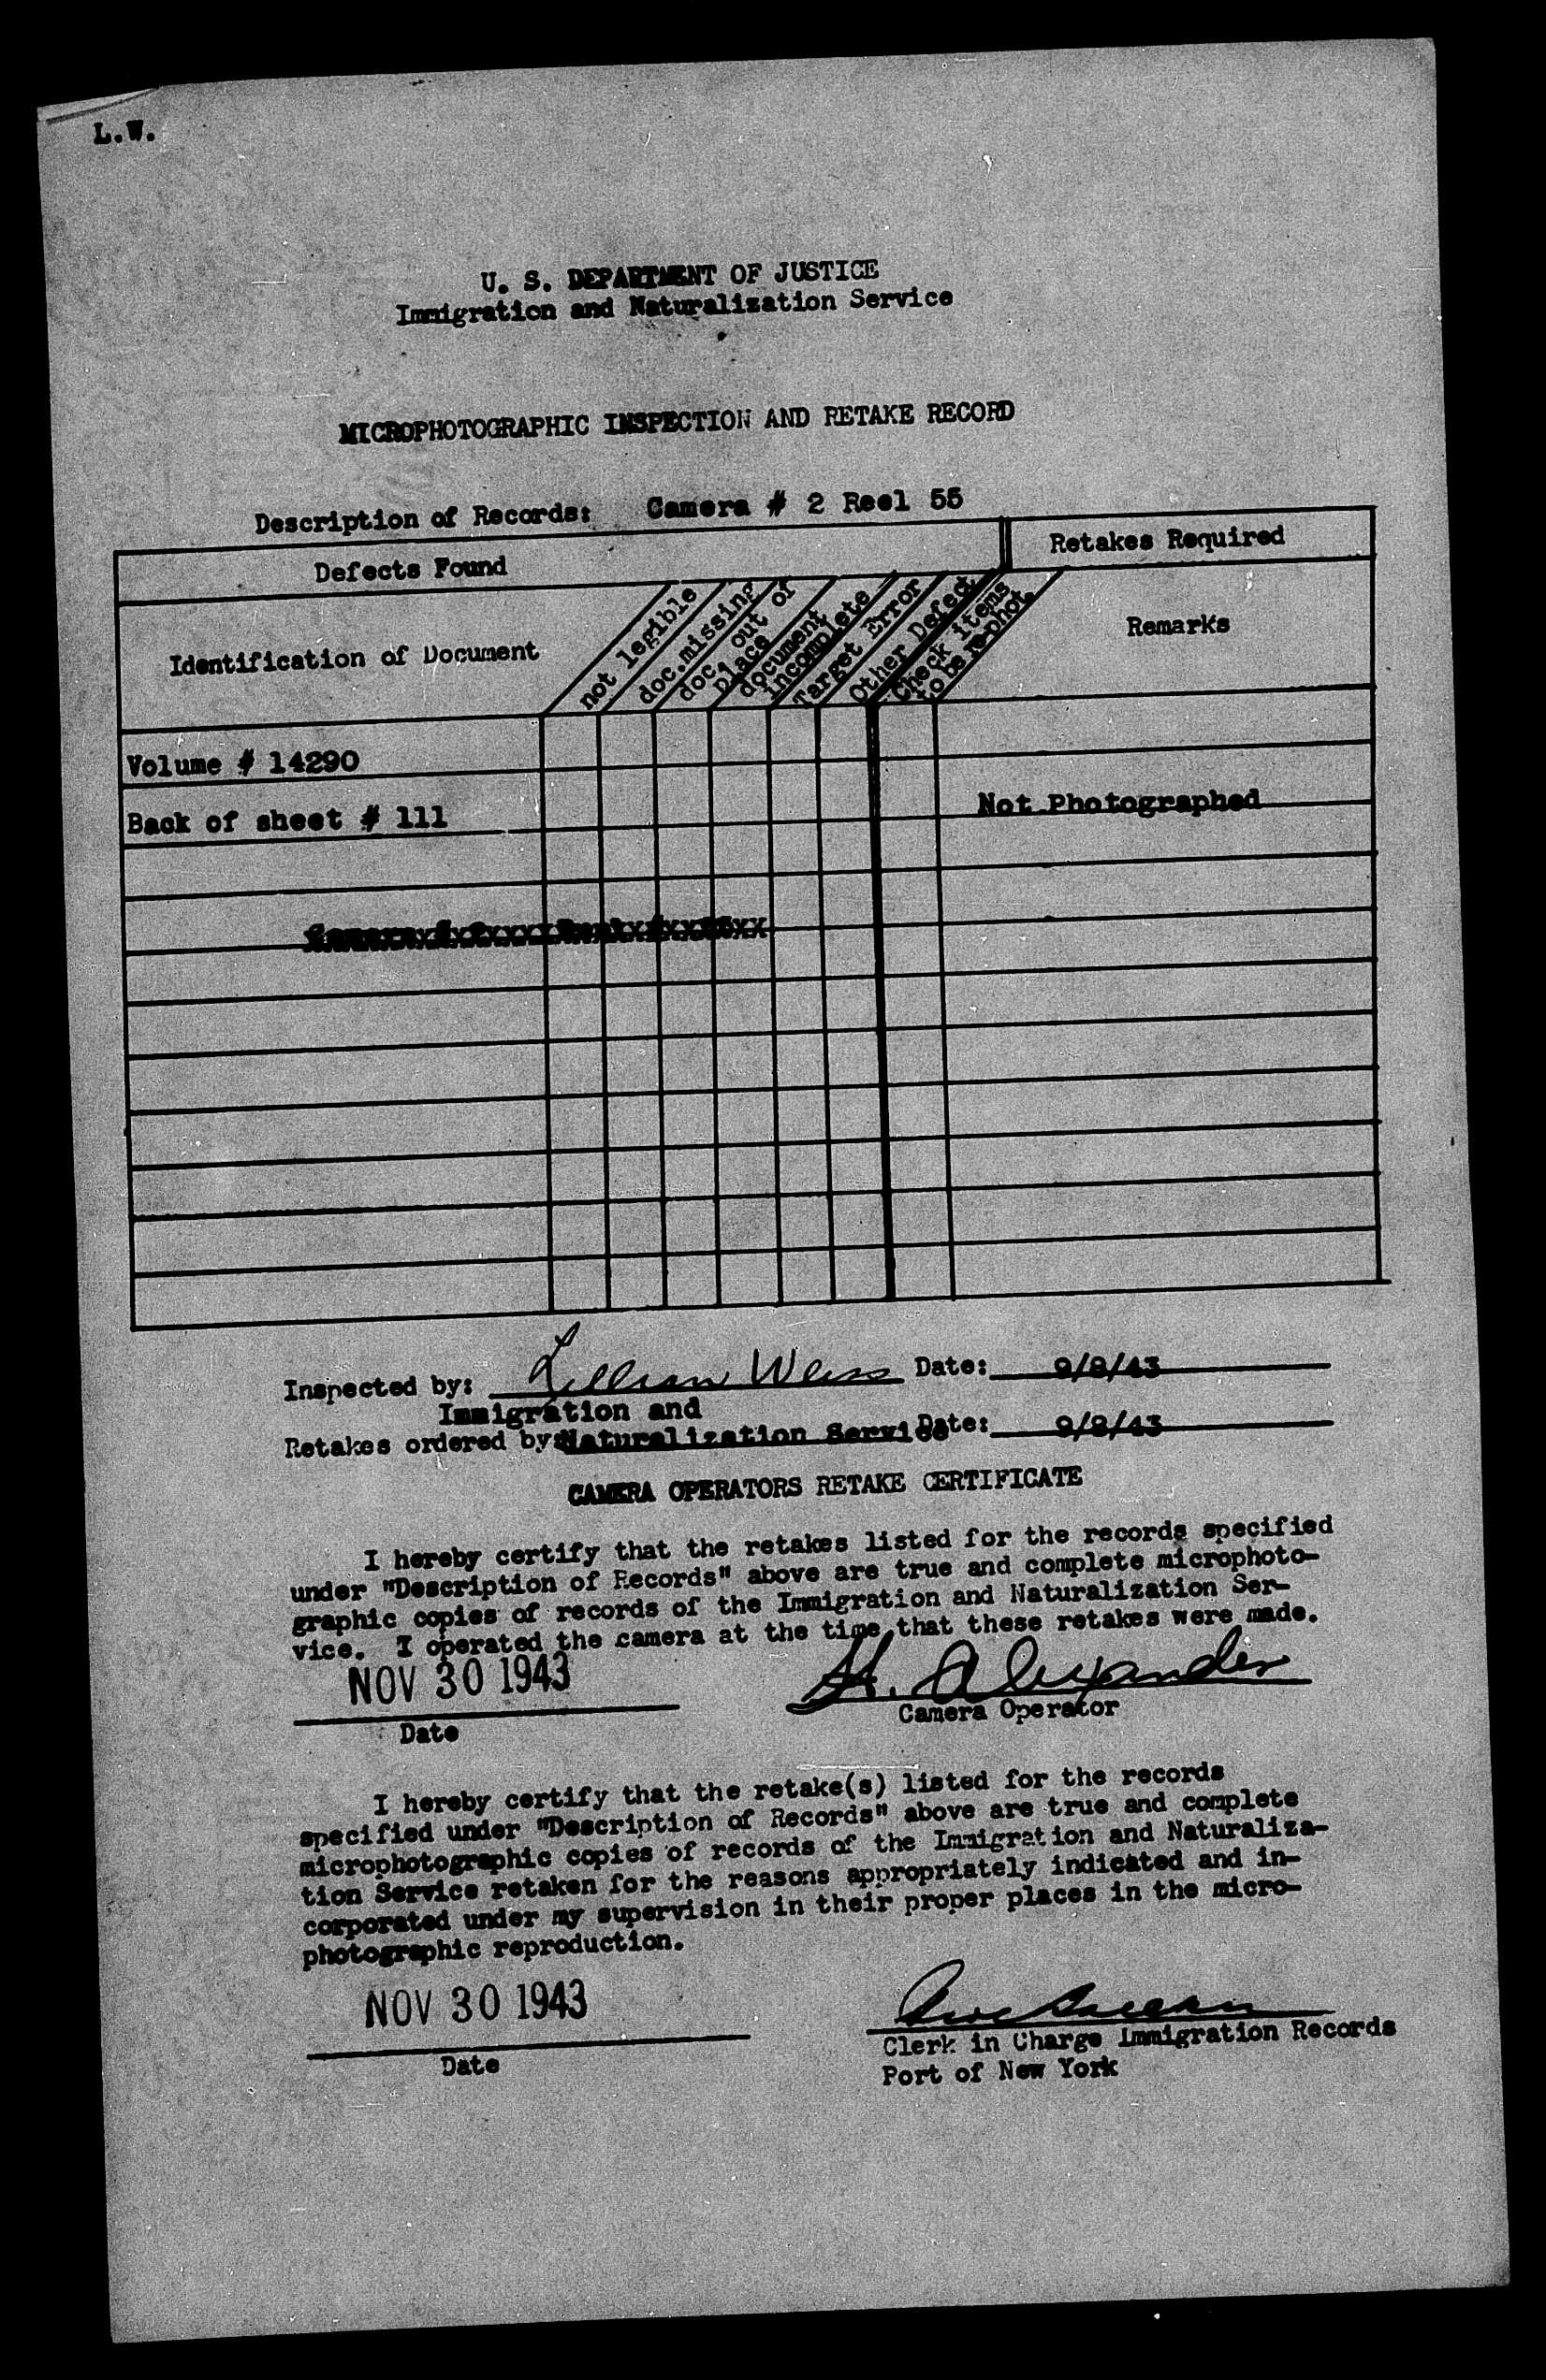 L.W.
U. S. DEPARTMENT OF JUSTICE
Immigration and Naturalization Service
MICROPHOTOGRAPHIC INSPECTION AND RETAKE RECORD
Description of Records: Camera # 2 Reel 55
Defects Found
Retakes Required
Identification of Document
not legible
doc.missing
doc. out of
place
document
incomplete
Target Error
Other Defect
Check items
to be re-phot.
Remarks
Volume # 14290
Back of sheet # 111
Not Photographed
Inspected by: Lillian Weiss Date: 9/8/43
Immigration and
Retakes ordered by: Naturalization Service Date: 9/8/43
CAMERA OPERATORS RETAKE CERTIFICATE
I hereby certify that the retakes listed for the records specified
under "Description of Records" above are true and complete microphoto-
graphic copies of records of the Immigration and Naturalization Ser-
vice. I operated the camera at the time that these retakes were made.
NOV 30 1943
H. Alexander
Date
Camera Operator
I hereby certify that the retake(s) listed for the records
specified under "Description of Records" above are true and complete
microphotographic copies of records of the Immigration and Naturaliza-
tion Service retaken for the reasons appropriately indicated and in-
corporated under my supervision in their proper places in the micro-
photographic reproduction.
NOV 30 1943
Date
Clerk in Charge Immigration Records
Port of New York